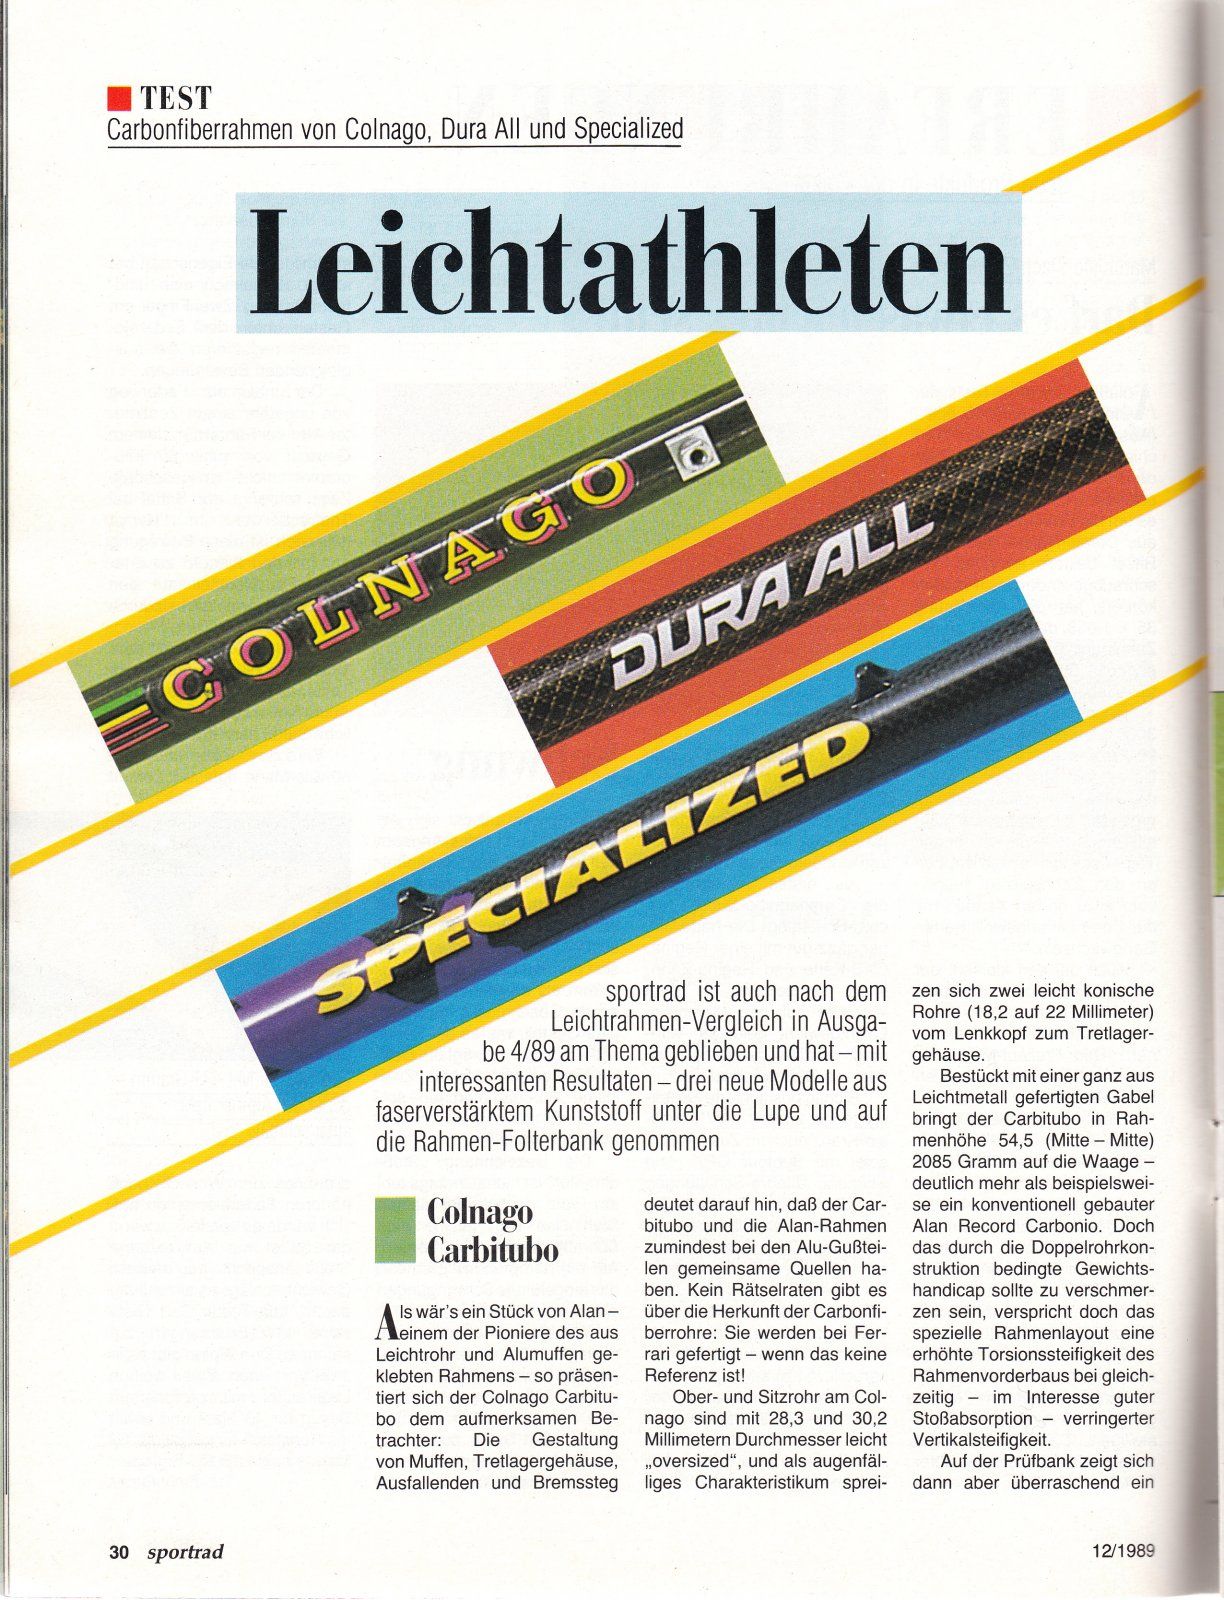 TEST
Carbonfiberrahmen von Colnago, Dura All und Specialized
Leichtathleten
COLNAGO
DURA ALL
SPECIALIZED
sportrad ist auch nach dem
Leichtrahmen-Vergleich in Ausga-
be 4/89 am Thema geblieben und hat – mit
interessanten Resultaten – drei neue Modelle aus
faserverstärktem Kunststoff unter die Lupe und auf
die Rahmen-Folterbank genommen
Colnago
Carbitubo
Als wär's ein Stück von Alan –
einem der Pioniere des aus
Leichtrohr und Alumuffen ge-
klebten Rahmens – so präsen-
tiert sich der Colnago Carbitu-
bo dem aufmerksamen Be-
trachter: Die Gestaltung
von Muffen, Tretlagergehäuse,
Ausfallenden und Bremssteg
deutet darauf hin, daß der Car-
bitubo und die Alan-Rahmen
zumindest bei den Alu-Gußtei-
len gemeinsame Quellen ha-
ben. Kein Rätselraten gibt es
über die Herkunft der Carbonfi-
berrohre: Sie werden bei Fer-
rari gefertigt – wenn das keine
Referenz ist!
Ober- und Sitzrohr am Col-
nago sind mit 28,3 und 30,2
Millimetern Durchmesser leicht
„oversized“, und als augenfäl-
liges Charakteristikum sprei-
zen sich zwei leicht konische
Rohre (18,2 auf 22 Millimeter)
vom Lenkkopf zum Tretlager-
gehäuse.
Bestückt mit einer ganz aus
Leichtmetall gefertigten Gabel
bringt der Carbitubo in Rah-
menhöhe 54,5 (Mitte – Mitte)
2085 Gramm auf die Waage –
deutlich mehr als beispielswei-
se ein konventionell gebauter
Alan Record Carbonio. Doch
das durch die Doppelrohrkon-
struktion bedingte Gewichts-
handicap sollte zu verschmer-
zen sein, verspricht doch das
spezielle Rahmenlayout eine
erhöhte Torsionssteifigkeit des
Rahmenvorderbaus bei gleich-
zeitig – im Interesse guter
Stoßabsorption – verringerter
Vertikalsteifigkeit.
Auf der Prüfbank zeigt sich
dann aber überraschend ein
30 sportrad
12/1989